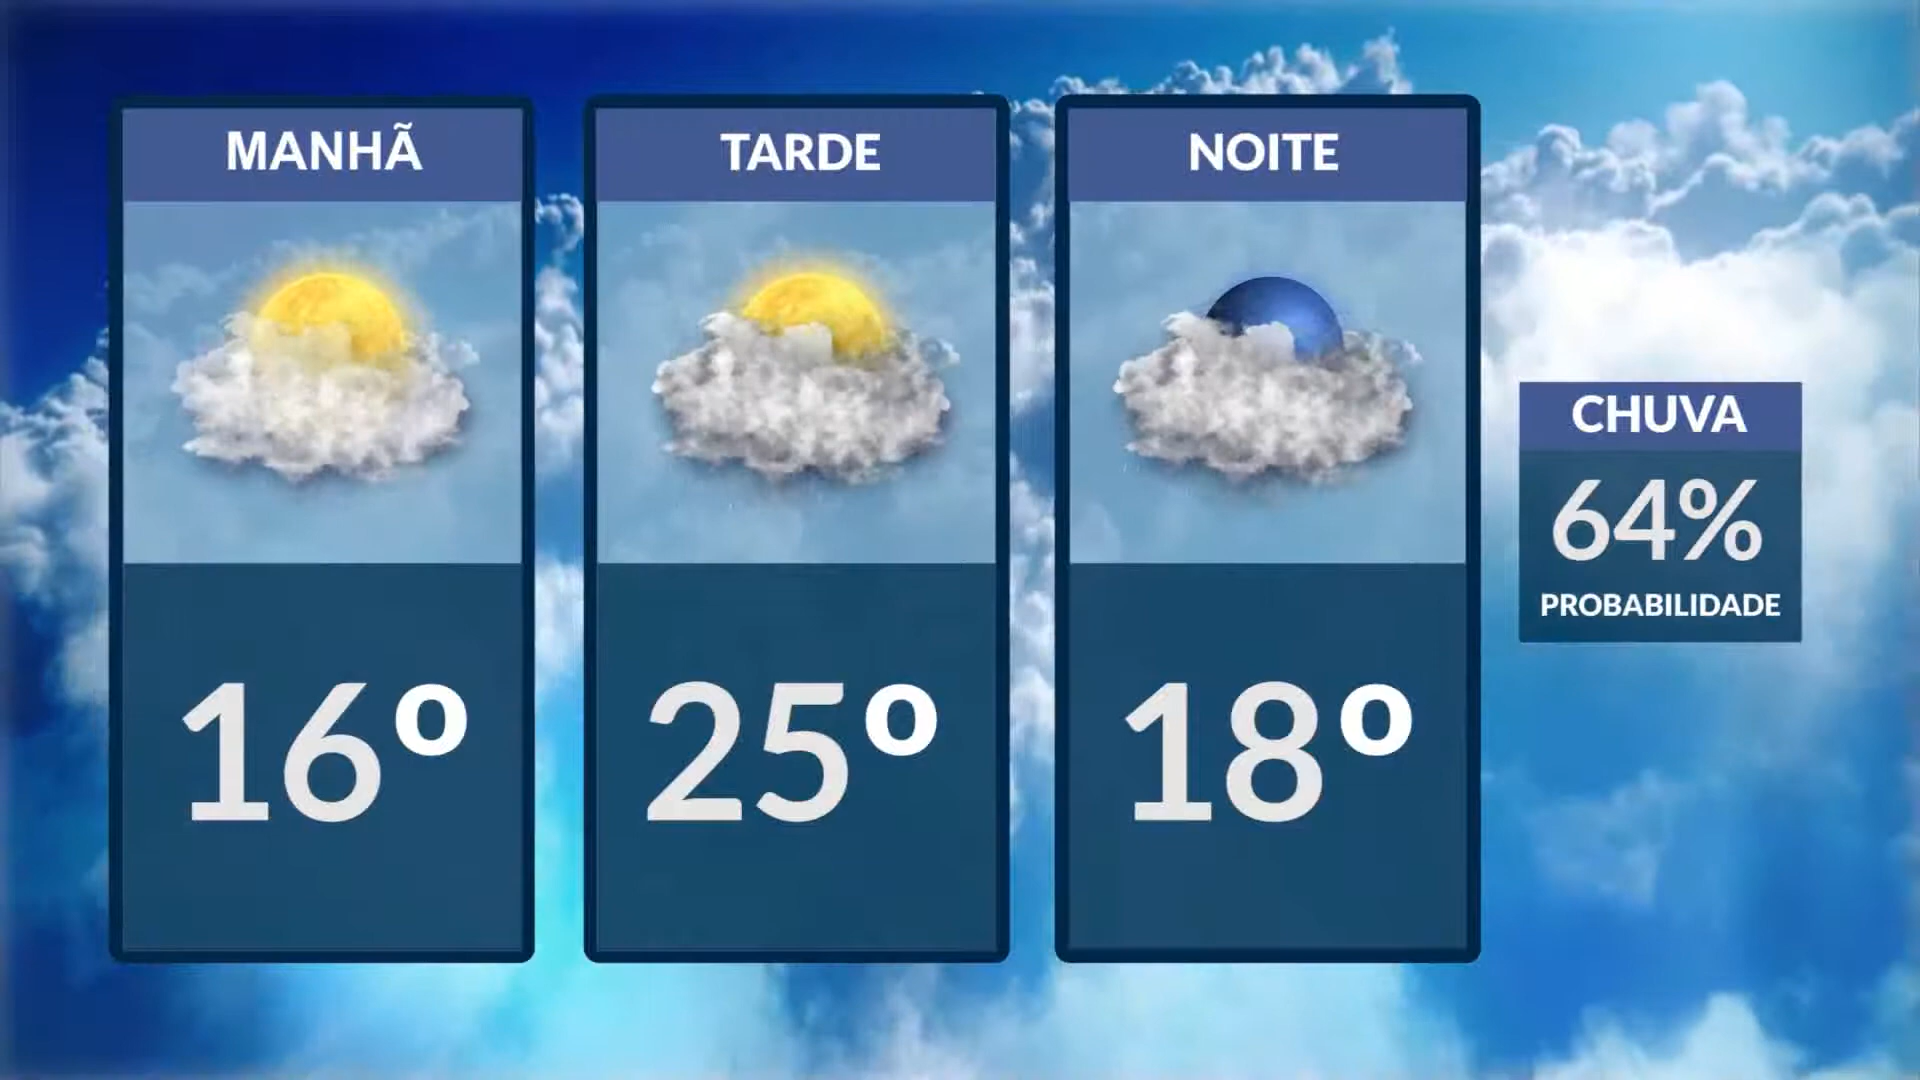 MANHÃ
16º
TARDE
25º
NOITE
18º
CHUVA
64%
PROBABILIDADE